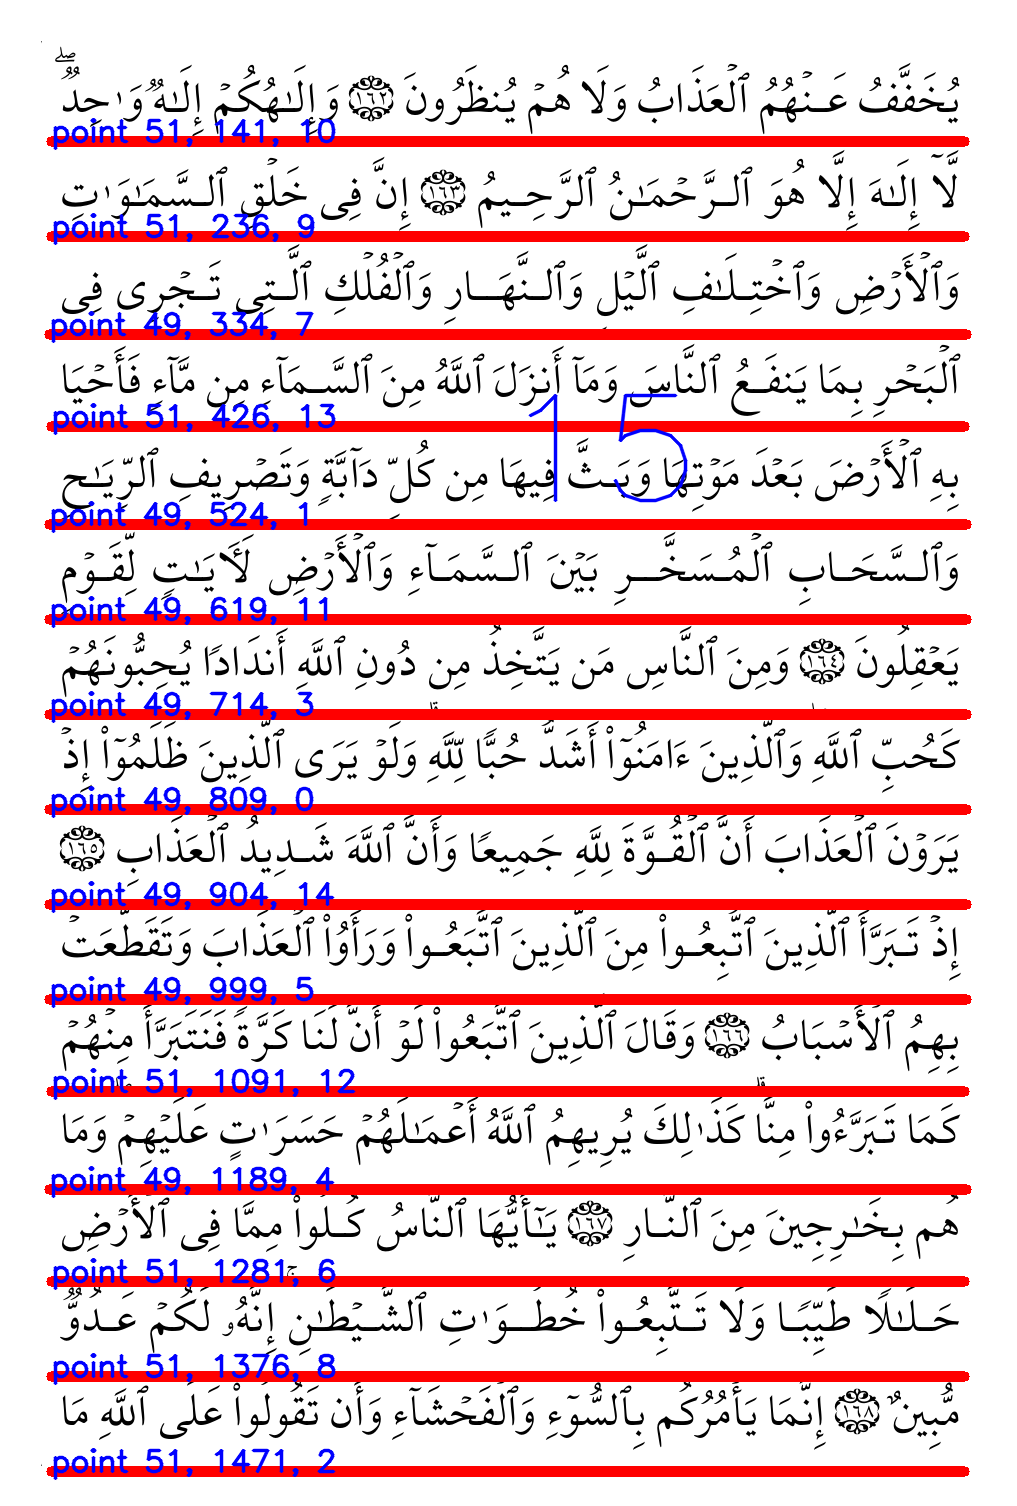 يُخَفَّفُ عَنۡهُمُ ٱلۡعَذَابُ وَلَا هُمۡ يُنظَرُونَ ١٦٢ وَإِلَٰهُكُمۡ إِلَٰهٞ وَٰحِدٞۖ
point 51, 141, 10
لَّآ إِلَٰهَ إِلَّا هُوَ ٱلرَّحۡمَٰنُ ٱلرَّحِيمُ ١٦٣ إِنَّ فِي خَلۡقِ ٱلسَّمَٰوَٰتِ
point 51, 236, 9
وَٱلۡأَرۡضِ وَٱخۡتِلَٰفِ ٱلَّيۡلِ وَٱلنَّهَارِ وَٱلۡفُلۡكِ ٱلَّتِي تَجۡرِي فِي
point 49, 334, 7
ٱلۡبَحۡرِ بِمَا يَنفَعُ ٱلنَّاسَ وَمَآ أَنزَلَ ٱللَّهُ مِنَ ٱلسَّمَآءِ مِن مَّآءٖ فَأَحۡيَا
point 51, 426, 13
15
بِهِ ٱلۡأَرۡضَ بَعۡدَ مَوۡتِهَا وَبَثَّ فِيهَا مِن كُلِّ دَآبَّةٖ وَتَصۡرِيفِ ٱلرِّيَٰحِ
point 49, 524, 1
وَٱلسَّحَابِ ٱلۡمُسَخَّرِ بَيۡنَ ٱلسَّمَآءِ وَٱلۡأَرۡضِ لَأٓيَٰتٖ لِّقَوۡمٖ
point 49, 619, 11
يَعۡقِلُونَ ١٦٤ وَمِنَ ٱلنَّاسِ مَن يَتَّخِذُ مِن دُونِ ٱللَّهِ أَندَادٗا يُحِبُّونَهُمۡ
point 49, 714, 3
كَحُبِّ ٱللَّهِ وَٱلَّذِينَ ءَامَنُوٓاْ أَشَدُّ حُبّٗا لِّلَّهِ وَلَوۡ يَرَى ٱلَّذِينَ ظَلَمُوٓاْ إِذۡ
point 49, 809, 0
يَرَوۡنَ ٱلۡعَذَابَ أَنَّ ٱلۡقُوَّةَ لِلَّهِ جَمِيعٗا وَأَنَّ ٱللَّهَ شَدِيدُ ٱلۡعَذَابِ ١٦٥
point 49, 904, 14
إِذۡ تَبَرَّأَ ٱلَّذِينَ ٱتُّبِعُواْ مِنَ ٱلَّذِينَ ٱتَّبَعُواْ وَرَأَوُاْ ٱلۡعَذَابَ وَتَقَطَّعَتۡ
point 49, 999, 5
بِهِمُ ٱلۡأَسۡبَابُ ١٦٦ وَقَالَ ٱلَّذِينَ ٱتَّبَعُواْ لَوۡ أَنَّ لَنَا كَرَّةٗ فَنَتَبَرَّأَ مِنۡهُمۡ
point 51, 1091, 12
كَمَا تَبَرَّءُواْ مِنَّاۗ كَذَٰلِكَ يُرِيهِمُ ٱللَّهُ أَعۡمَٰلَهُمۡ حَسَرَٰتٍ عَلَيۡهِمۡۖ وَمَا
point 49, 1189, 4
هُم بِخَٰرِجِينَ مِنَ ٱلنَّارِ ١٦٧ يَٰٓأَيُّهَا ٱلنَّاسُ كُلُواْ مِمَّا فِي ٱلۡأَرۡضِ
point 51, 1281, 6
حَلَٰلٗا طَيِّبٗا وَلَا تَتَّبِعُواْ خُطُوَٰتِ ٱلشَّيۡطَٰنِۚ إِنَّهُۥ لَكُمۡ عَدُوّٞ
point 51, 1376, 8
مُّبِينٌ ١٦٨ إِنَّمَا يَأۡمُرُكُم بِٱلسُّوٓءِ وَٱلۡفَحۡشَآءِ وَأَن تَقُولُواْ عَلَى ٱللَّهِ مَا
point 51, 1471, 2